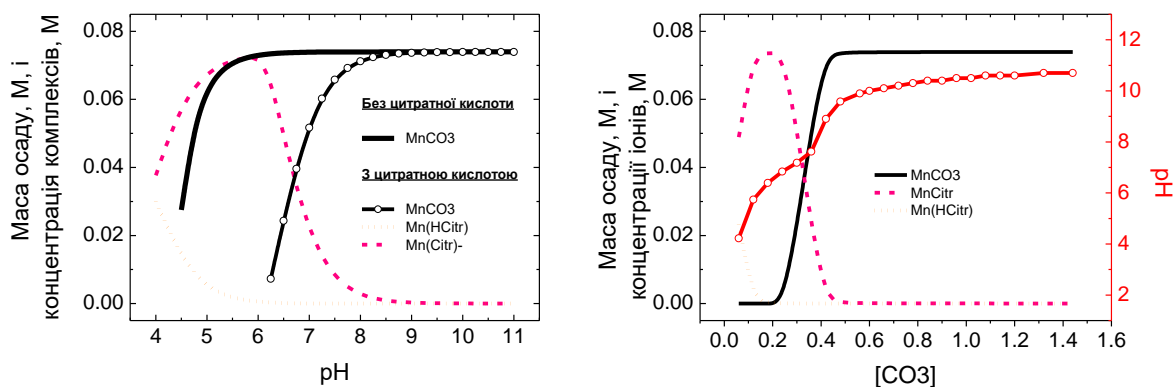 Маса осаду, М, і
концентрація комплексів, М
0.08
0.06
0.04
0.02
0.00
4 5 6 7 8 9 10 11
pH
Без цитратної кислоти
MnCO3
З цитратною кислотою
MnCO3
Mn(HCitr)
Mn(Citr)-
Маса осаду, М, і
концентрації іонів, М
0.08
0.06
0.04
0.02
0.00
0.0 0.2 0.4 0.6 0.8 1.0 1.2 1.4 1.6
[CO3]
MnCO3
MnCitr
Mn(HCitr)
12
10
8
6
4
2
pH